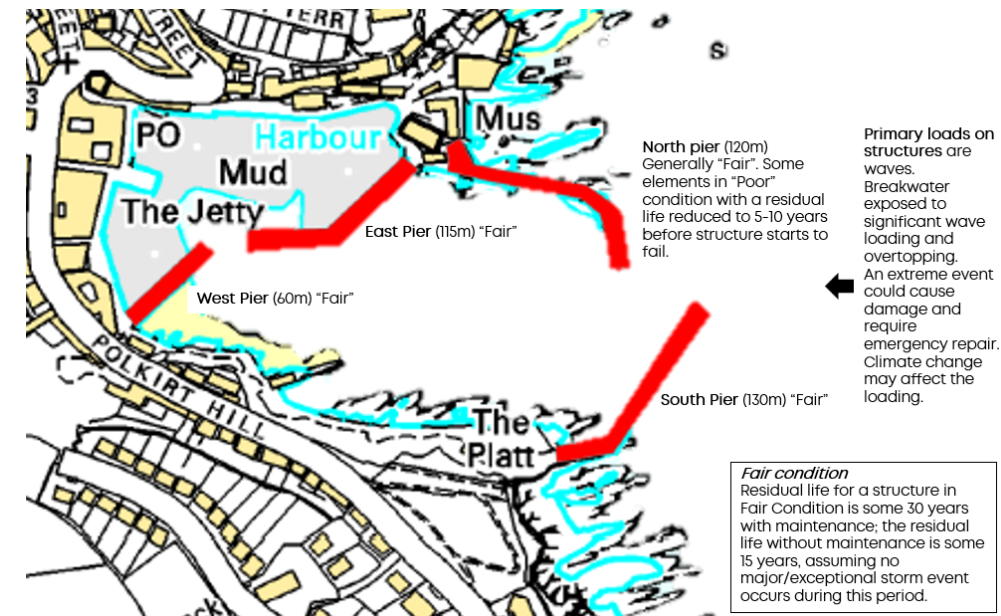 TERR
EET
STREET
3
S
PO
Harbour
Mus
Mud
The Jetty
North pier (120m)
Generally “Fair”. Some
elements in “Poor”
condition with a residual
life reduced to 5-10 years
before structure starts to
fail.
Primary loads on
structures are
waves.
Breakwater
exposed to
significant wave
loading and
overtopping.
An extreme event
could cause
damage and
require
emergency repair.
Climate change
may affect the
loading.
East Pier (115m) “Fair”
West Pier (60m) “Fair”
POLKIRT HILL
South Pier (130m) “Fair”
The
Platt
Fair condition
Residual life for a structure in
Fair Condition is some 30 years
with maintenance; the residual
life without maintenance is some
15 years, assuming no
major/exceptional storm event
occurs during this period.